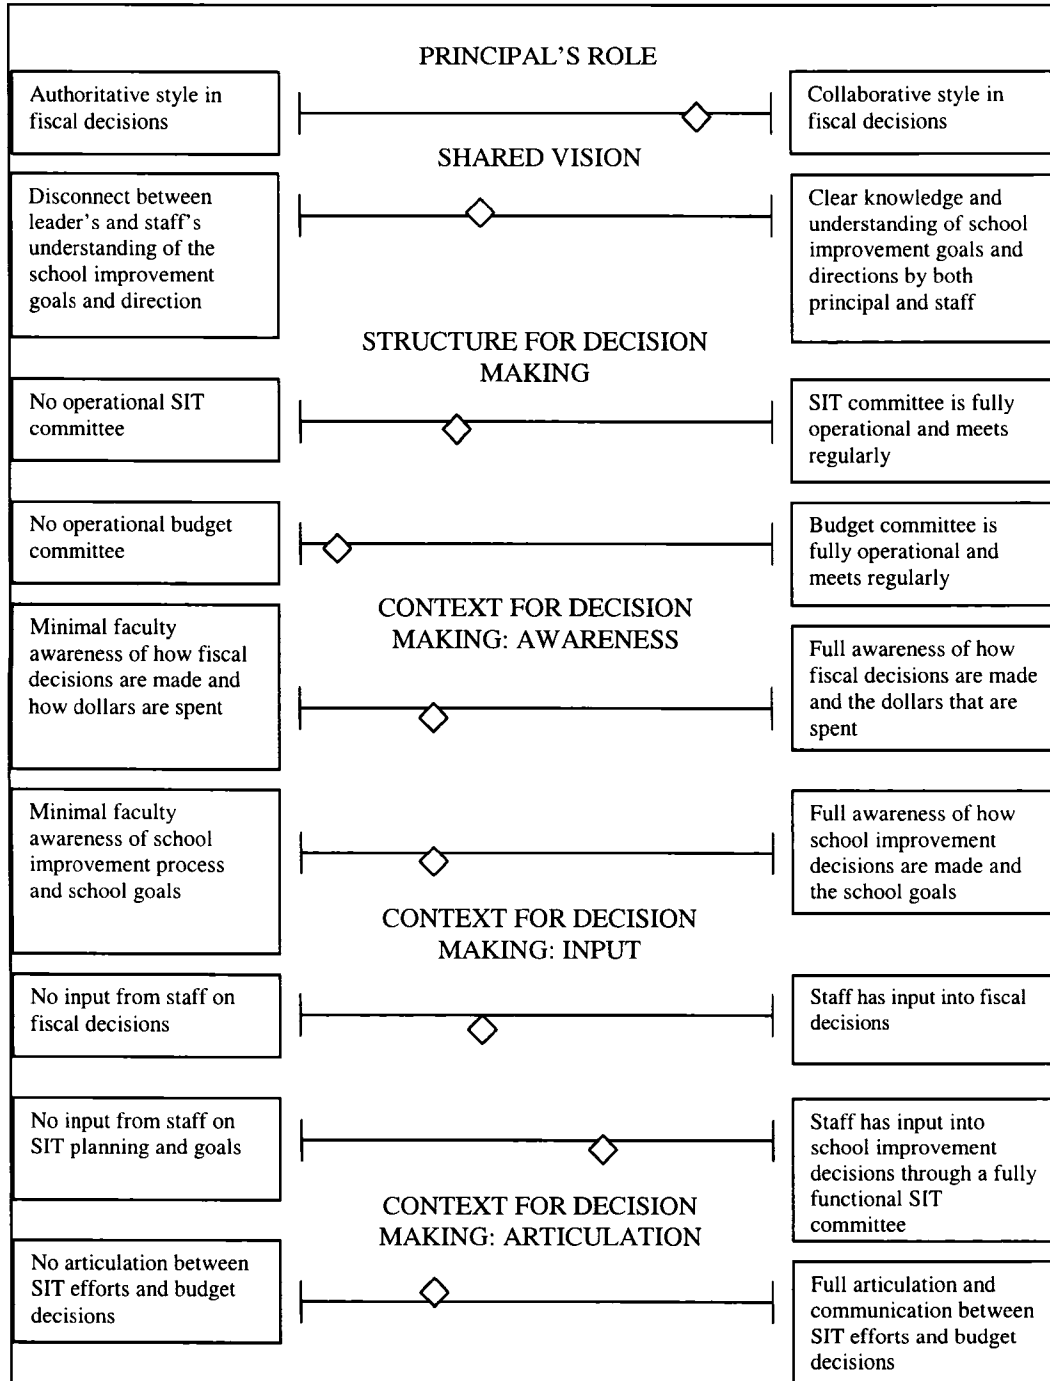 PRINCIPAL'S ROLE
Authoritative style in
fiscal decisions
Collaborative style in
fiscal decisions
SHARED VISION
Disconnect between
leader's and staff's
understanding of the
school improvement
goals and direction
Clear knowledge and
understanding of school
improvement goals and
directions by both
principal and staff
STRUCTURE FOR DECISION
MAKING
No operational SIT
committee
SIT committee is fully
operational and meets
regularly
No operational budget
committee
Budget committee is
fully operational and
meets regularly
CONTEXT FOR DECISION
MAKING: AWARENESS
Minimal faculty
awareness of how fiscal
decisions are made and
how dollars are spent
Full awareness of how
fiscal decisions are made
and the dollars that are
spent
Minimal faculty
awareness of school
improvement process
and school goals
Full awareness of how
school improvement
decisions are made and
the school goals
CONTEXT FOR DECISION
MAKING: INPUT
No input from staff on
fiscal decisions
Staff has input into fiscal
decisions
No input from staff on
SIT planning and goals
Staff has input into
school improvement
decisions through a fully
functional SIT
committee
CONTEXT FOR DECISION
MAKING: ARTICULATION
No articulation between
SIT efforts and budget
decisions
Full articulation and
communication between
SIT efforts and budget
decisions